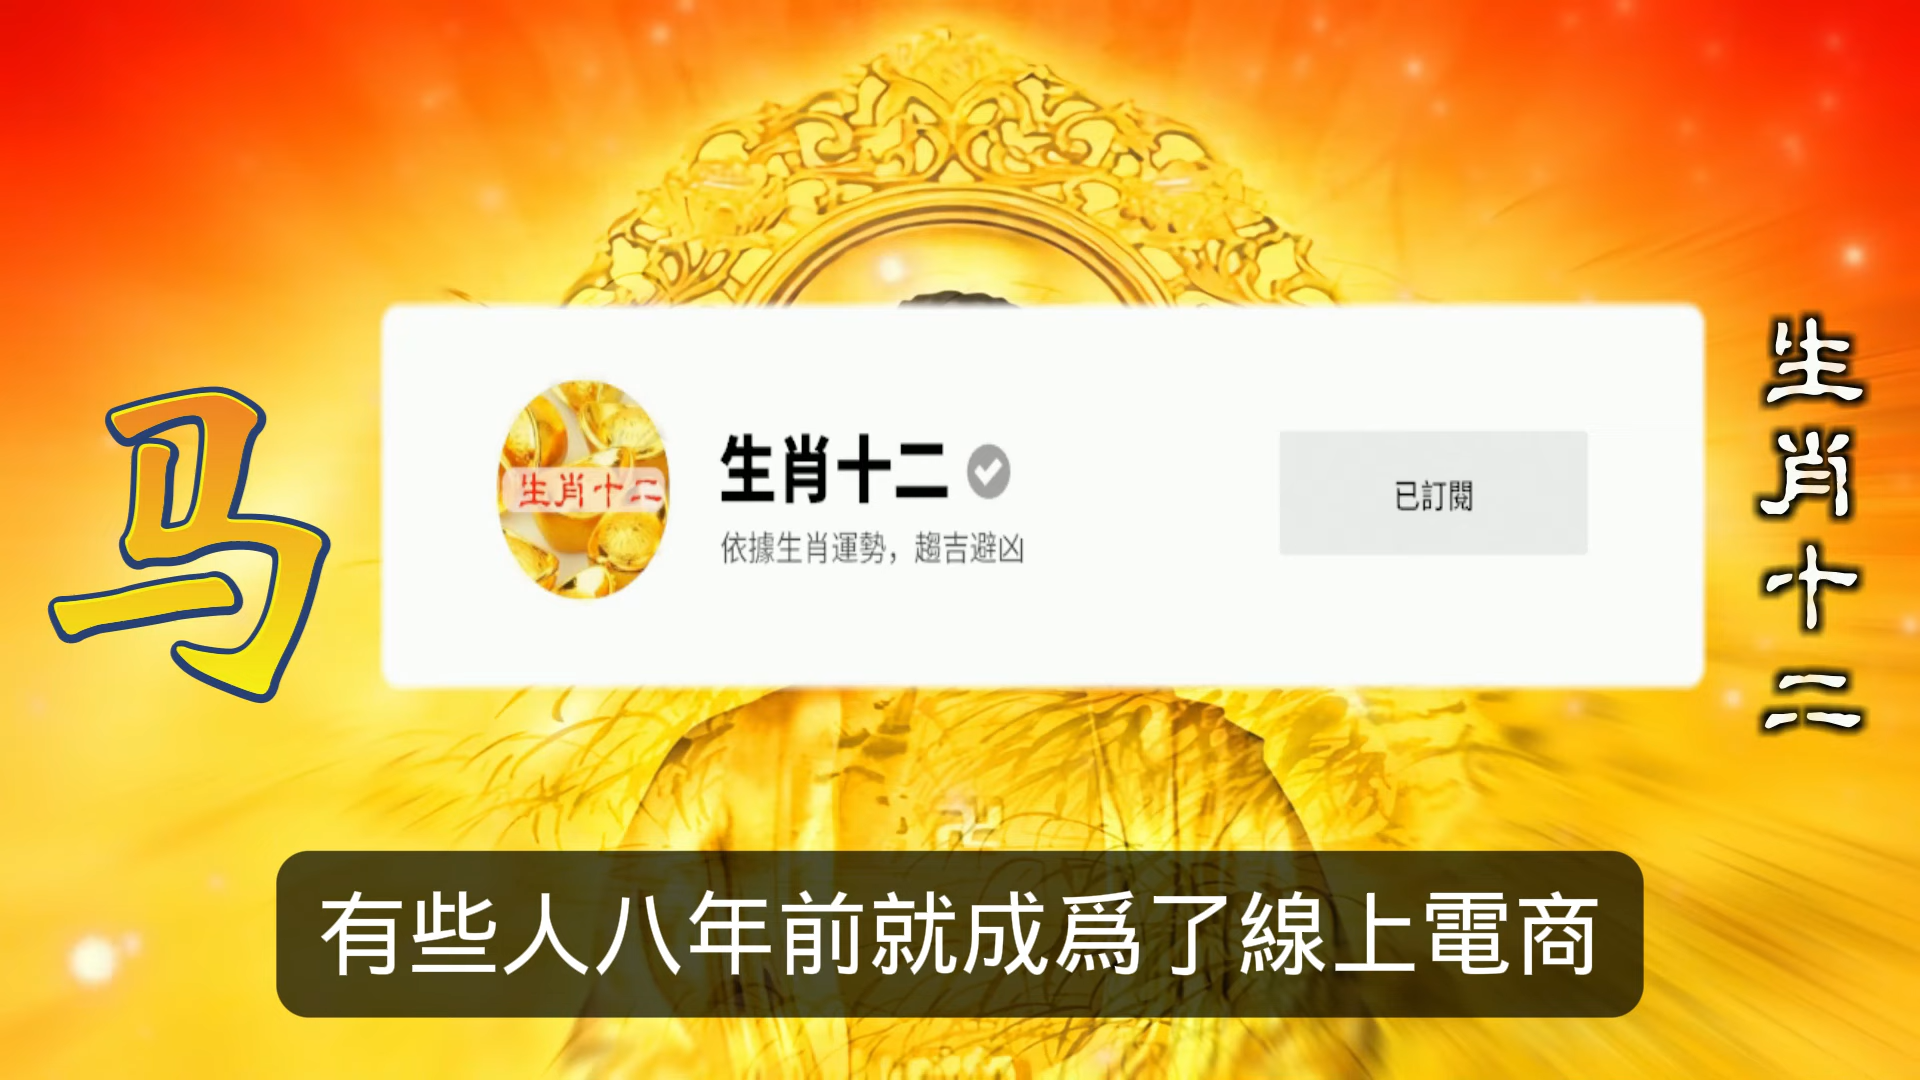 马
生肖十二
生肖十二
依據生肖運勢，趨吉避凶
已訂閱
生肖十二
有些人八年前就成爲了線上電商